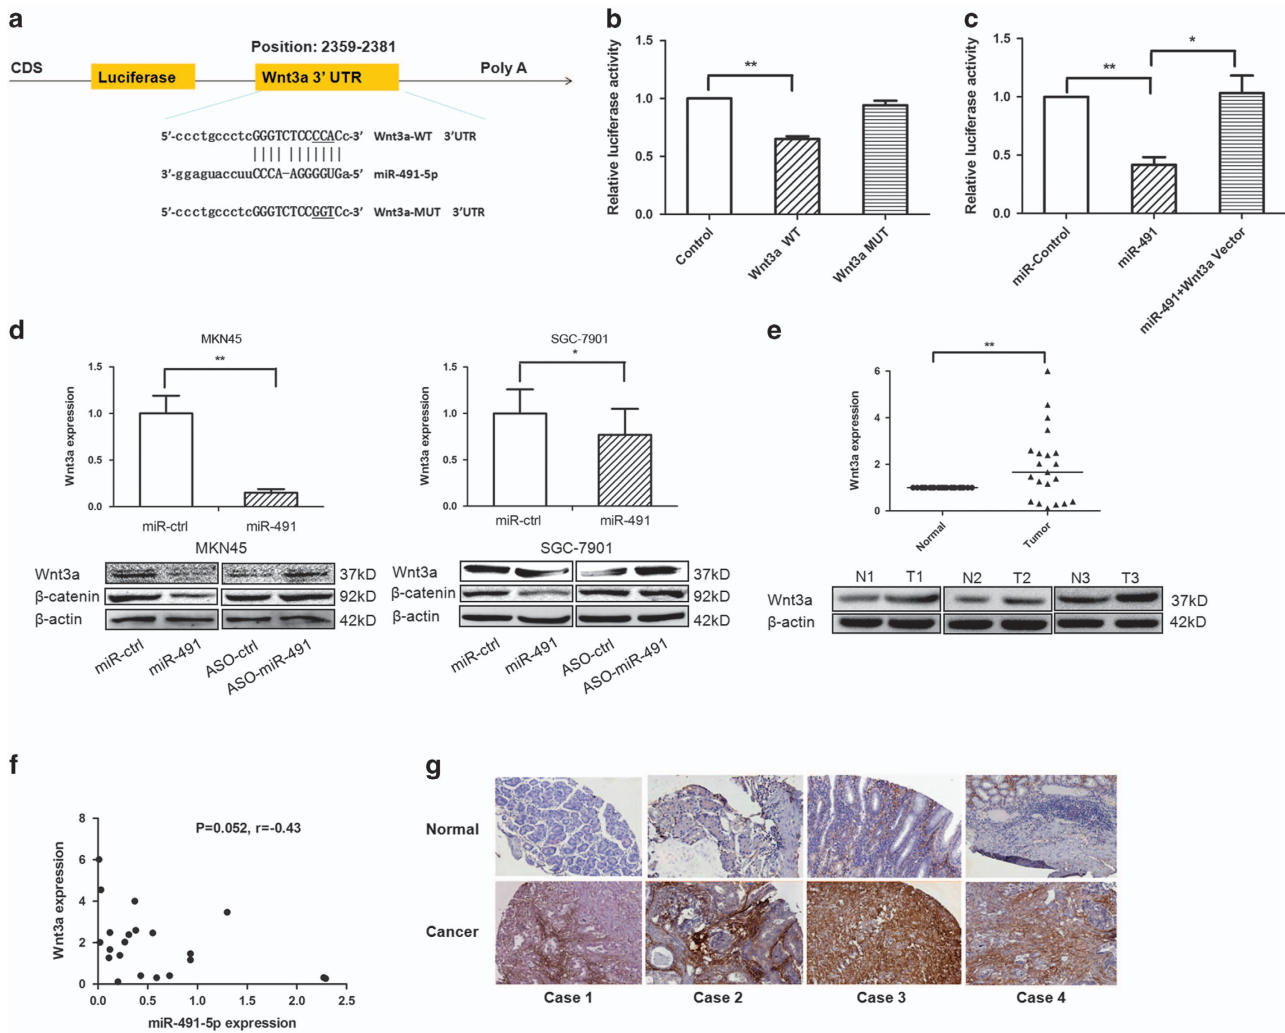 a
Position: 2359-2381
CDS
Luciferase
Wnt3a 3' UTR
Poly A
5'-ccctgccctcGGGTCTCCCCACc-3' Wnt3a-WT 3'UTR
3'-ggaguaccuuCCCA-AGGGGUGa-5' miR-491-5p
5'-ccctgccctcGGGTCTCCGGTCc-3' Wnt3a-MUT 3'UTR
b
Relative luciferase activity
1.5
1.0
0.5
0.0
**
Control
Wnt3a WT
Wnt3a MUT
c
Relative luciferase activity
1.5
1.0
0.5
0.0
**
*
miR-Control
miR-491
miR-491+Wnt3a Vector
d
MKN45
**
Wnt3a expression
1.5
1.0
0.5
0.0
miR-ctrl
miR-491
MKN45
Wnt3a
37kD
β-catenin
92kD
β-actin
42kD
miR-ctrl
miR-491
ASO-ctrl
ASO-miR-491
SGC-7901
*
Wnt3a expression
1.5
1.0
0.5
0.0
miR-ctrl
miR-491
SGC-7901
Wnt3a
37kD
β-catenin
92kD
β-actin
42kD
miR-ctrl
miR-491
ASO-ctrl
ASO-miR-491
e
**
Wnt3a expression
6
4
2
0
Normal
Tumor
N1 T1 N2 T2 N3 T3
Wnt3a
37kD
β-actin
42kD
f
P=0.052, r=-0.43
Wnt3a expression
8
6
4
2
0
0.0 0.5 1.0 1.5 2.0 2.5
miR-491-5p expression
g
Normal
Cancer
Case 1 Case 2 Case 3 Case 4